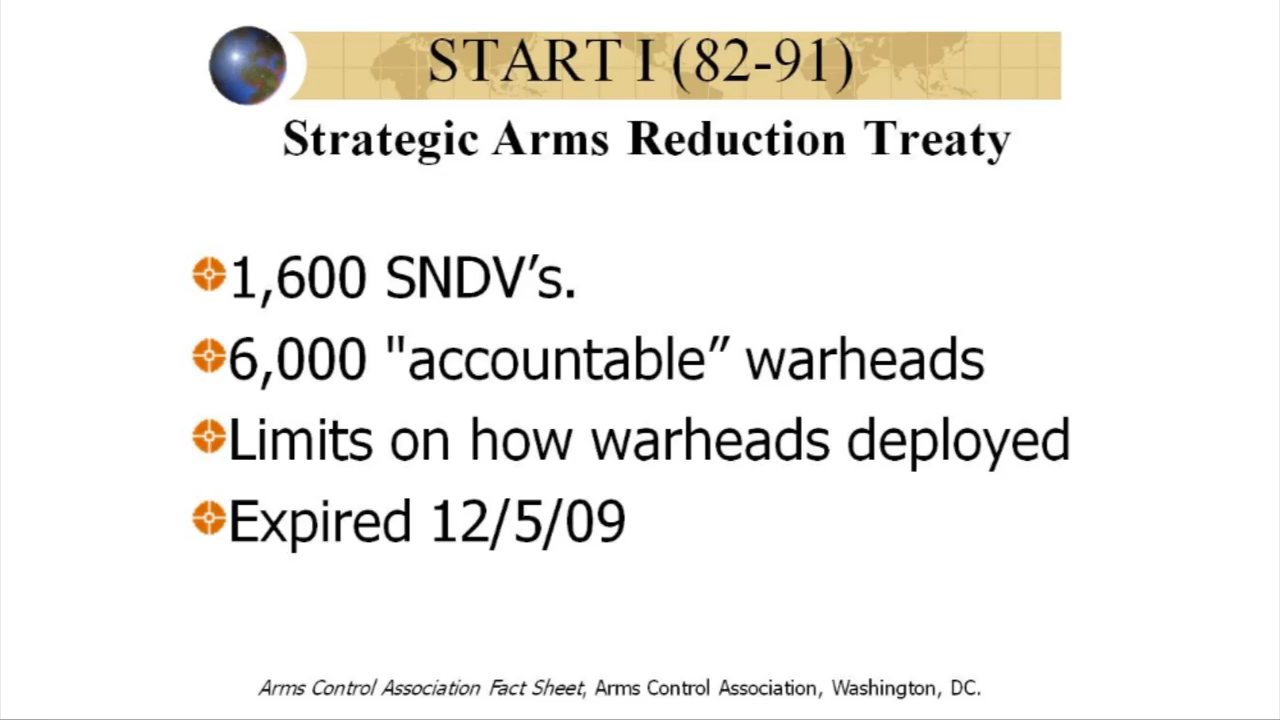 START I (82-91)
Strategic Arms Reduction Treaty
1,600 SNDV’s.
6,000 "accountable” warheads
Limits on how warheads deployed
Expired 12/5/09
Arms Control Association Fact Sheet, Arms Control Association, Washington, DC.